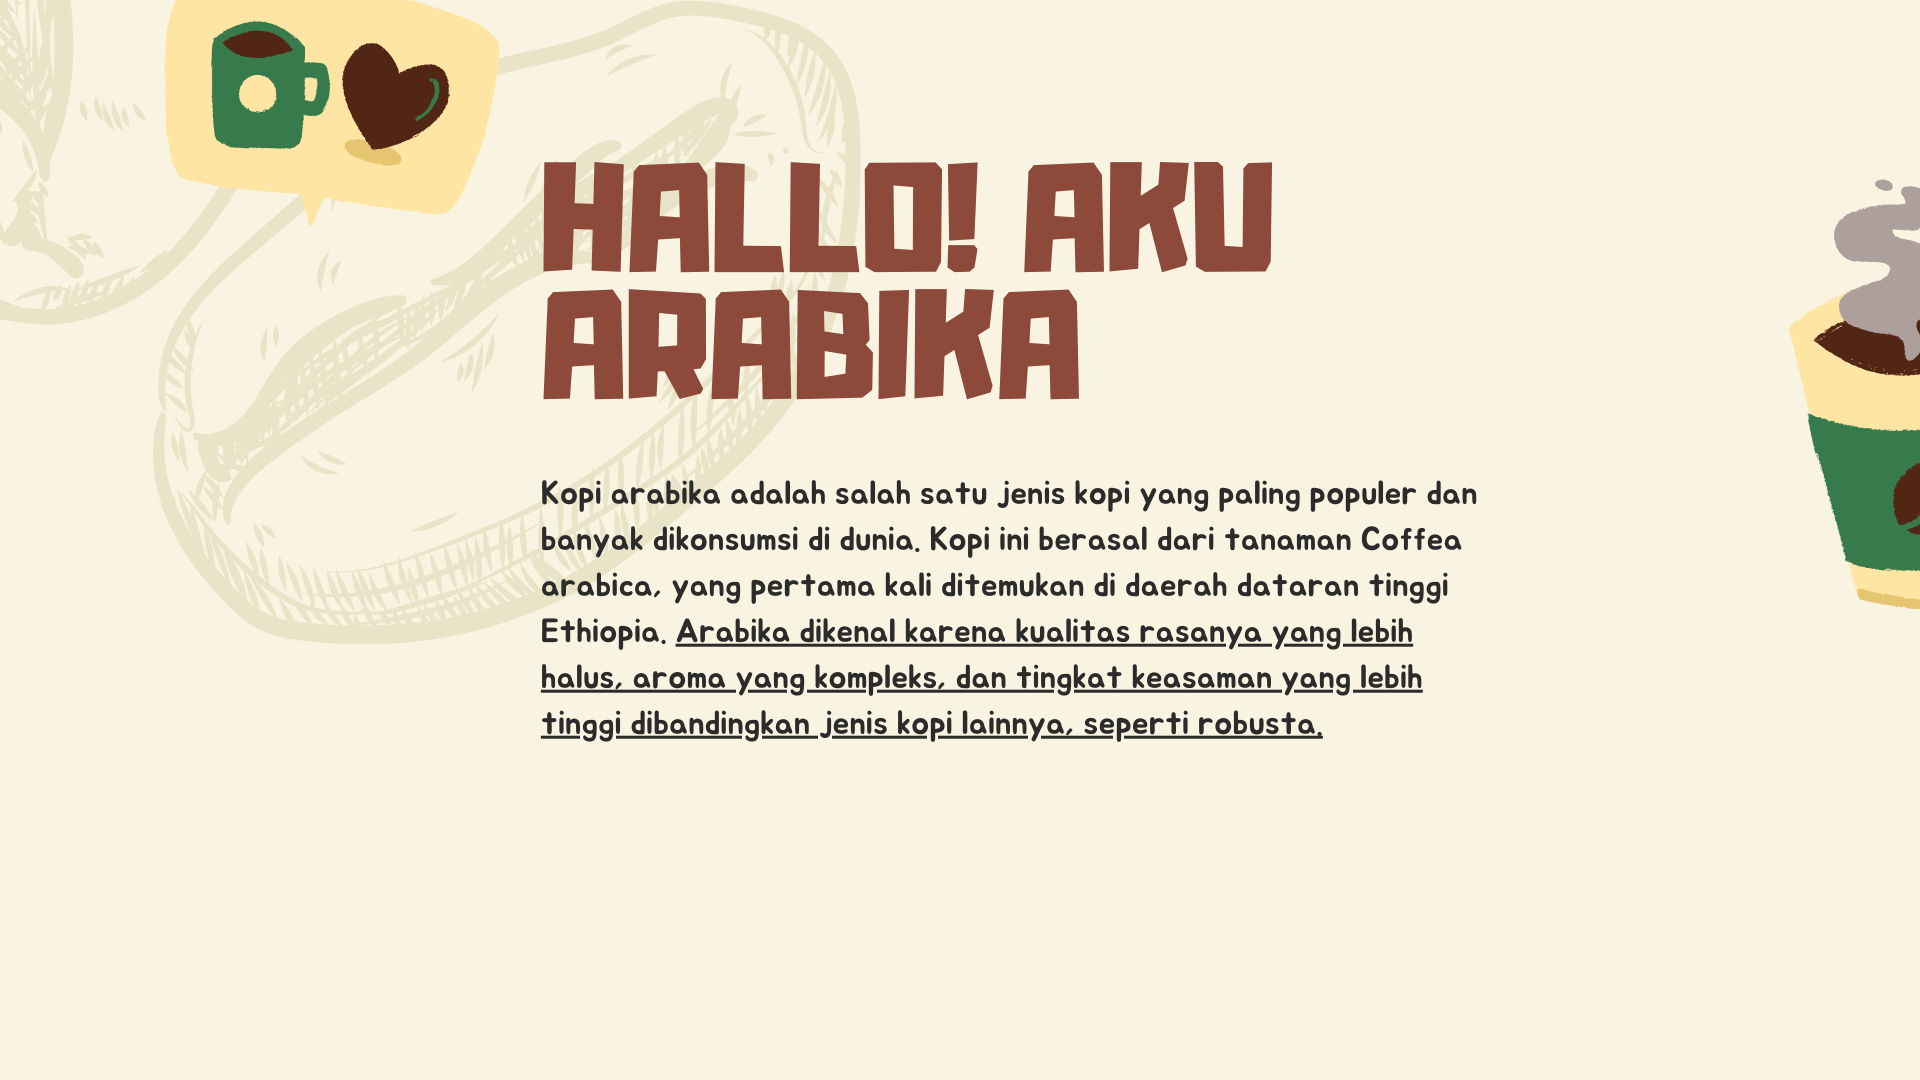 HALLO! AKU
ARABIKA
Kopi arabika adalah salah satu jenis kopi yang paling populer dan
banyak dikonsumsi di dunia. Kopi ini berasal dari tanaman Coffea
arabica, yang pertama kali ditemukan di daerah dataran tinggi
Ethiopia. Arabika dikenal karena kualitas rasanya yang lebih
halus, aroma yang kompleks, dan tingkat keasaman yang lebih
tinggi dibandingkan jenis kopi lainnya, seperti robusta.